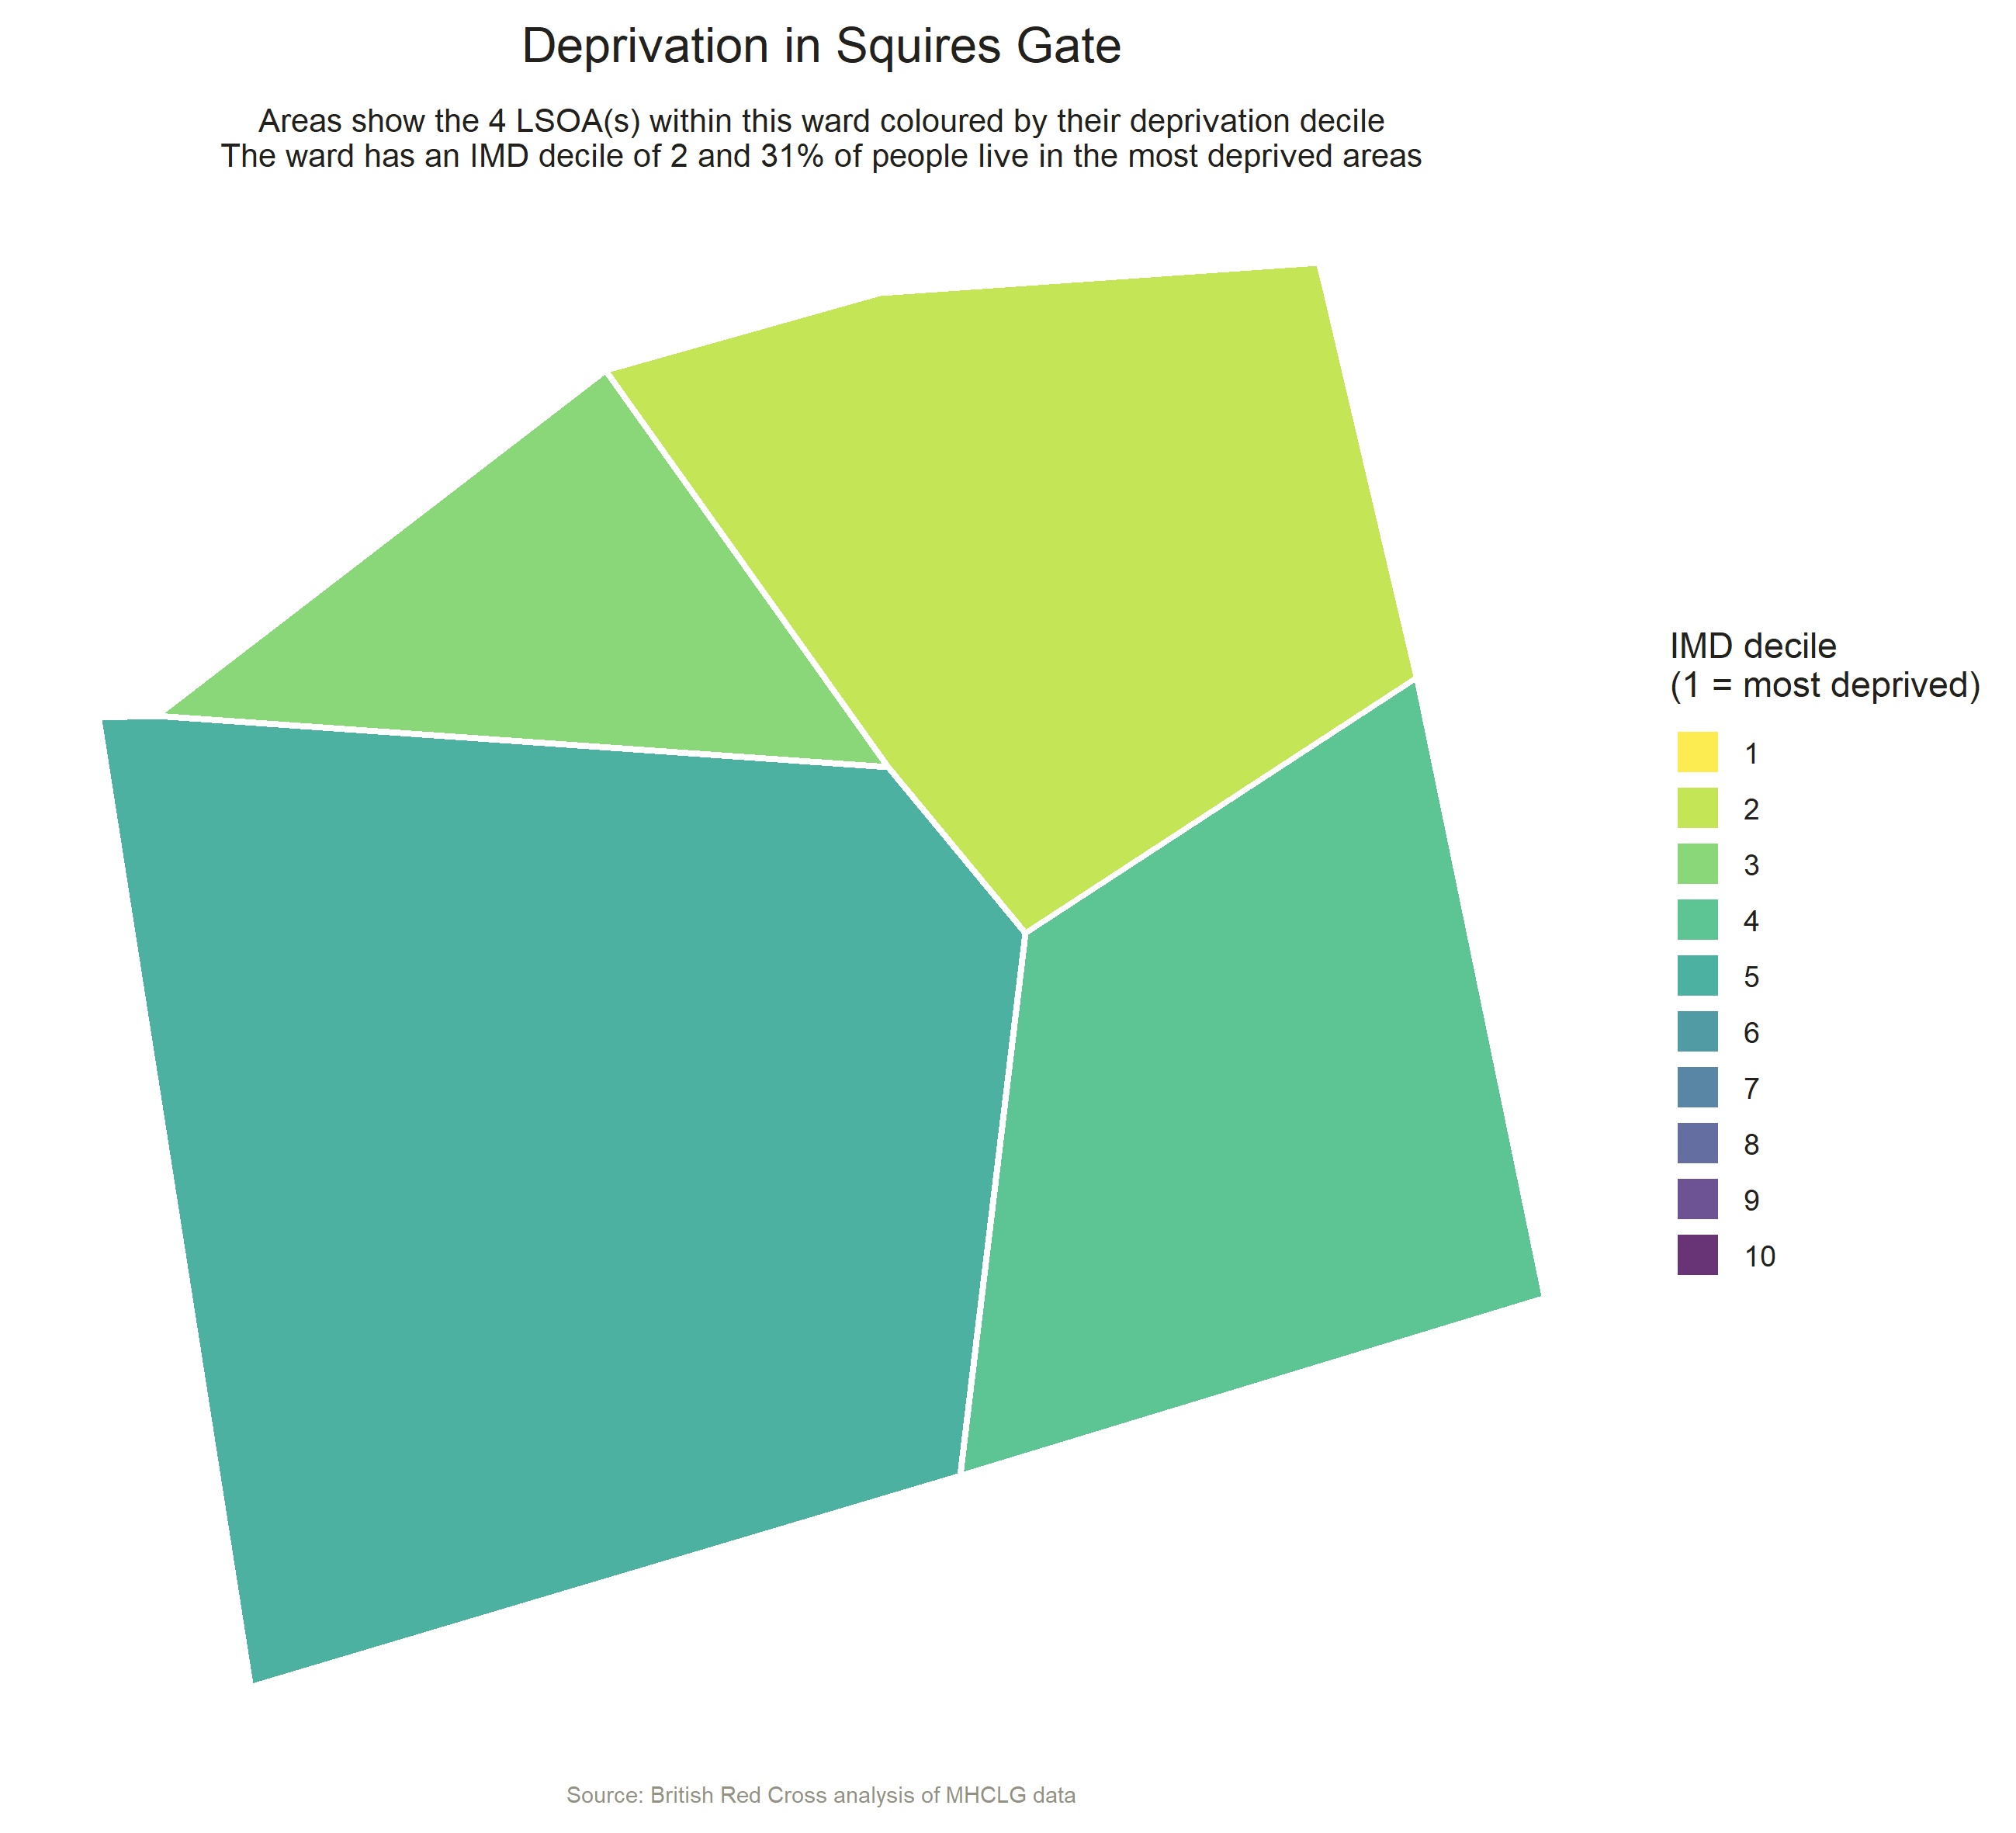 Deprivation in Squires Gate
Areas show the 4 LSOA(s) within this ward coloured by their deprivation decile
The ward has an IMD decile of 2 and 31% of people live in the most deprived areas
IMD decile
(1 = most deprived)
1
2
3
4
5
6
7
8
9
10
Source: British Red Cross analysis of MHCLG data